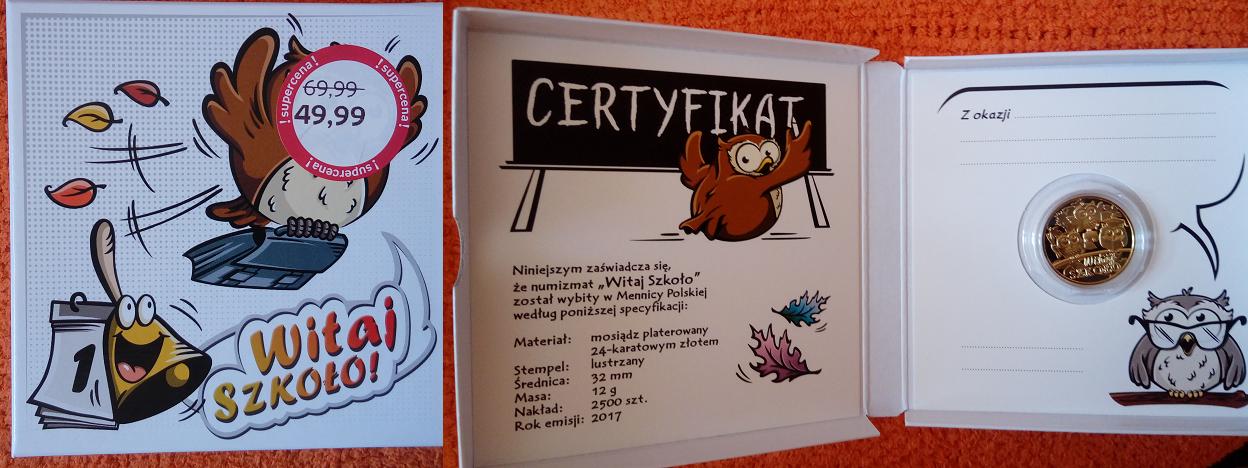 ! supercena !
! supercena !
! supercena !
69,99
49,99
1
Witaj
SZKOŁO!
CERTYFIKAT
Niniejszym zaświadcza się,
że numizmat „Witaj Szkoło”
został wybity w Mennicy Polskiej
według poniższej specyfikacji:
Materiał: mosiądz platerowany
24-karatowym złotem
Stempel: lustrzany
Średnica: 32 mm
Masa: 12 g
Nakład: 2500 szt.
Rok emisji: 2017
Z okazji
WITAJ
SZKOŁO